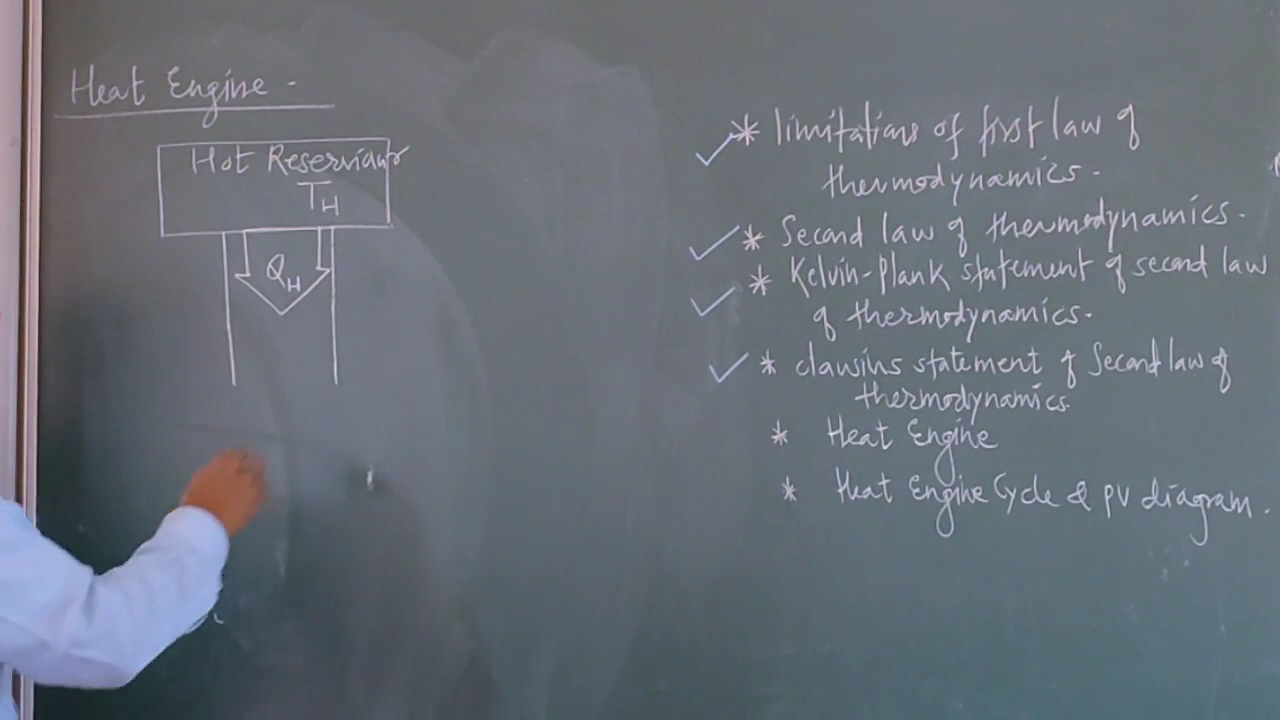 Heat Engine -
Hot Reserviour
TH
QH
* limitations of first law of
thermodynamics.
* Second law of thermodynamics.
* Kelvin-Plank statement of second law
of thermodynamics.
* clausius statement of Second law of
thermodynamics.
* Heat Engine
* Heat Engine Cycle & PV diagram.